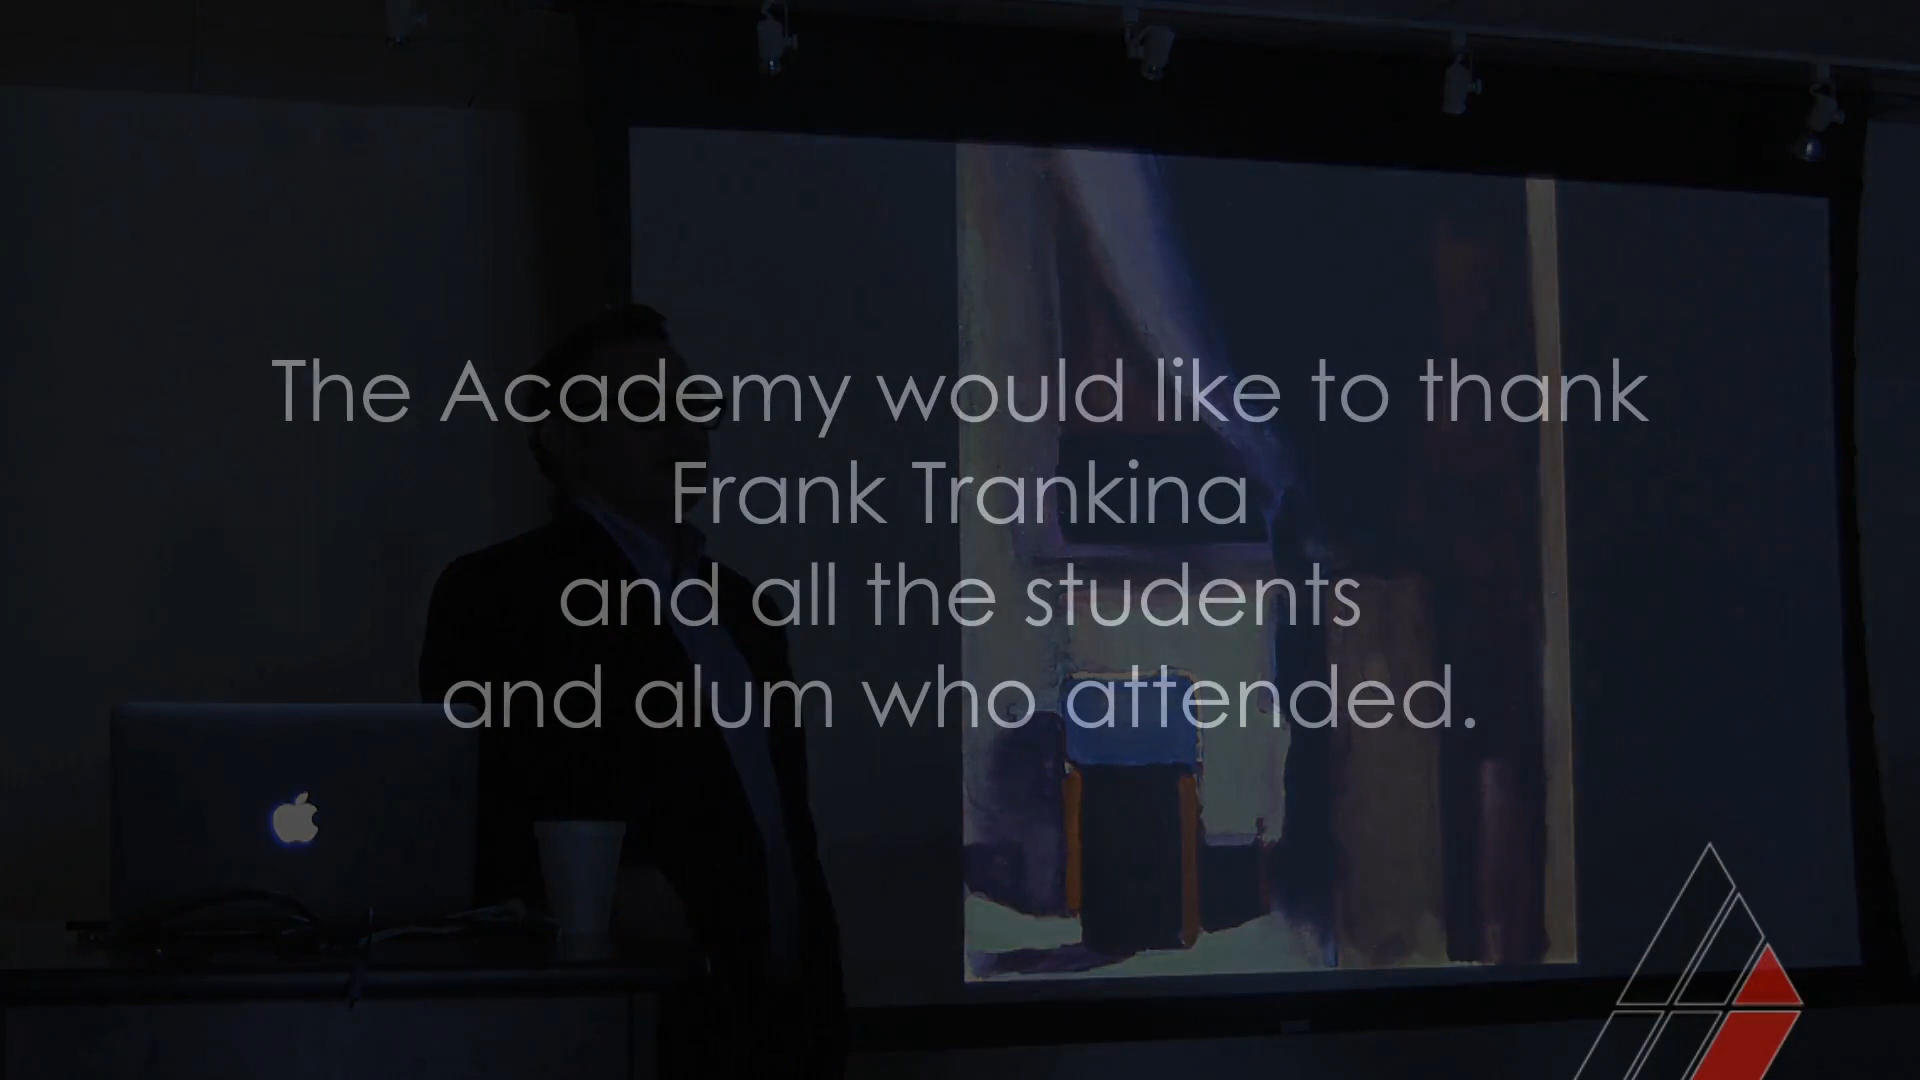 The Academy would like to thank
Frank Trankina
and all the students
and alum who attended.